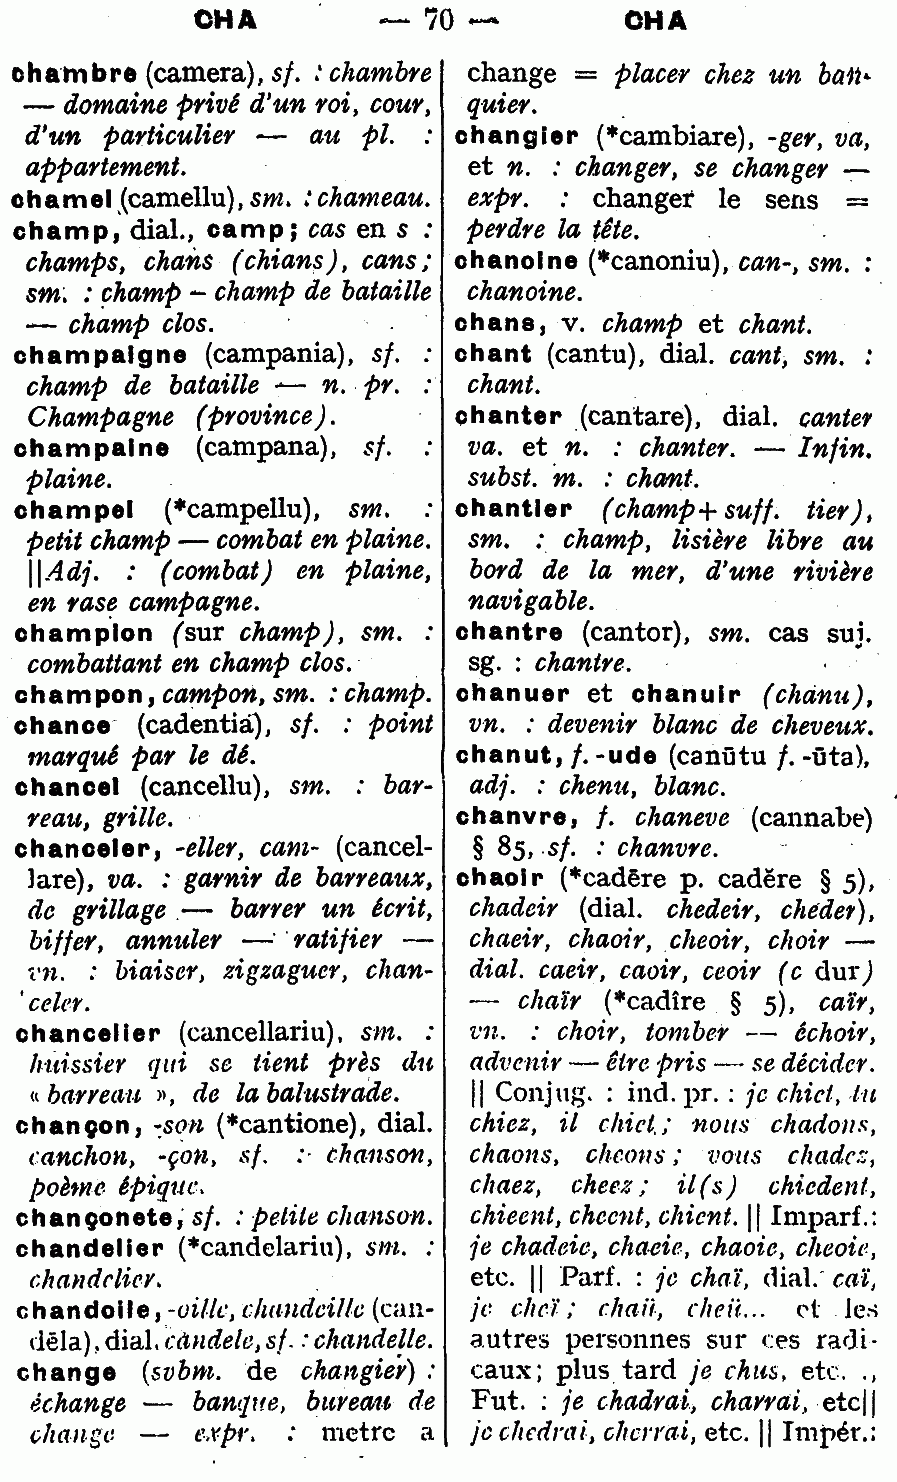 CHA — 70 — CHA
chambre (camera), sf. : chambre
— domaine privé d'un roi, cour,
d'un particulier — au pl. :
appartement.
chamel (camellu), sm. : chameau.
champ, dial., camp; cas en s :
champs, chans (chians), cans;
sm. : champ — champ de bataille
— champ clos.
champaigne (campania), sf. :
champ de bataille — n. pr. :
Champagne (province).
champaine (campana), sf. :
plaine.
champel (*campellu), sm. :
petit champ — combat en plaine.
||Adj. : (combat) en plaine,
en rase campagne.
champion (sur champ), sm. :
combattant en champ clos.
champon, campon, sm. : champ.
chance (cadentia), sf. : point
marqué par le dé.
chancel (cancellu), sm. : bar-
reau, grille.
chanceler, -eller, cam- (cancel-
lare), va. : garnir de barreaux,
de grillage — barrer un écrit,
biffer, annuler — ratifier —
vn. : biaiser, zigzaguer, chan-
celer.
chancelier (cancellariu), sm. :
huissier qui se tient près du
« barreau », de la balustrade.
chançon, -son (*cantione), dial.
canchon, -çon, sf. : chanson,
poème épique.
chançonete, sf. : petite chanson.
chandelier (*candelariu), sm. :
chandelier.
chandoile, -oille, chandeille (can-
dēla), dial. candele, sf. : chandelle.
change (svbm. de changier) :
échange — banque, bureau de
change — expr. : metre a
change = placer chez un ban-
quier.
changier (*cambiare), -ger, va,
et n. : changer, se changer —
expr. : changer le sens =
perdre la tête.
chanoine (*canoniu), can-, sm. :
chanoine.
chans, v. champ et chant.
chant (cantu), dial. cant, sm. :
chant.
chanter (cantare), dial. canter
va. et n. : chanter. — Infin.
subst. m. : chant.
chantier (champ+suff. tier),
sm. : champ, lisière libre au
bord de la mer, d'une rivière
navigable.
chantre (cantor), sm. cas suj.
sg. : chantre.
chanuer et chanuir (chanu),
vn. : devenir blanc de cheveux.
chanut, f. -ude (canūtu f. -ūta),
adj. : chenu, blanc.
chanvre, f. chaneve (cannabe)
§ 85, sf. : chanvre.
chaoir (*cadēre p. cadĕre § 5),
chadeir (dial. chedeir, cheder),
chaeir, chaoir, cheoir, choir —
dial. caeir, caoir, ceoir (c dur)
— chaïr (*cadîre § 5), caïr,
vn. : choir, tomber — échoir,
advenir — être pris — se décider.
|| Conjug. : ind. pr. : je chiet, tu
chiez, il chiet; nous chadons,
chaons, cheons; vous chadez,
chaez, cheez; il(s) chiedent,
chieent, cheent, chient. || Imparf.:
je chadeie, chaeie, chaoie, cheoie,
etc. || Parf. : je chaï, dial. caï,
je cheï; chaü, cheü... et les
autres personnes sur ces radi-
caux; plus tard je chus, etc. .,
Fut. : je chadrai, charrai, etc||
je chedrai, cherrai, etc. || Impér.: